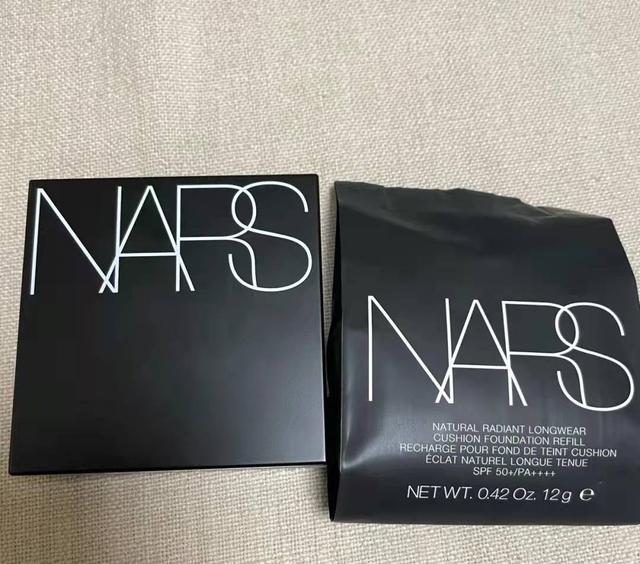 NARS
NARS
NATURAL RADIANT LONGWEAR
CUSHION FOUNDATION REFILL
RECHARGE POUR FOND DE TEINT CUSHION
ÉCLAT NATUREL LONGUE TENUE
SPF 50+/PA++++
NET WT. 0.42 Oz. 12g ℮